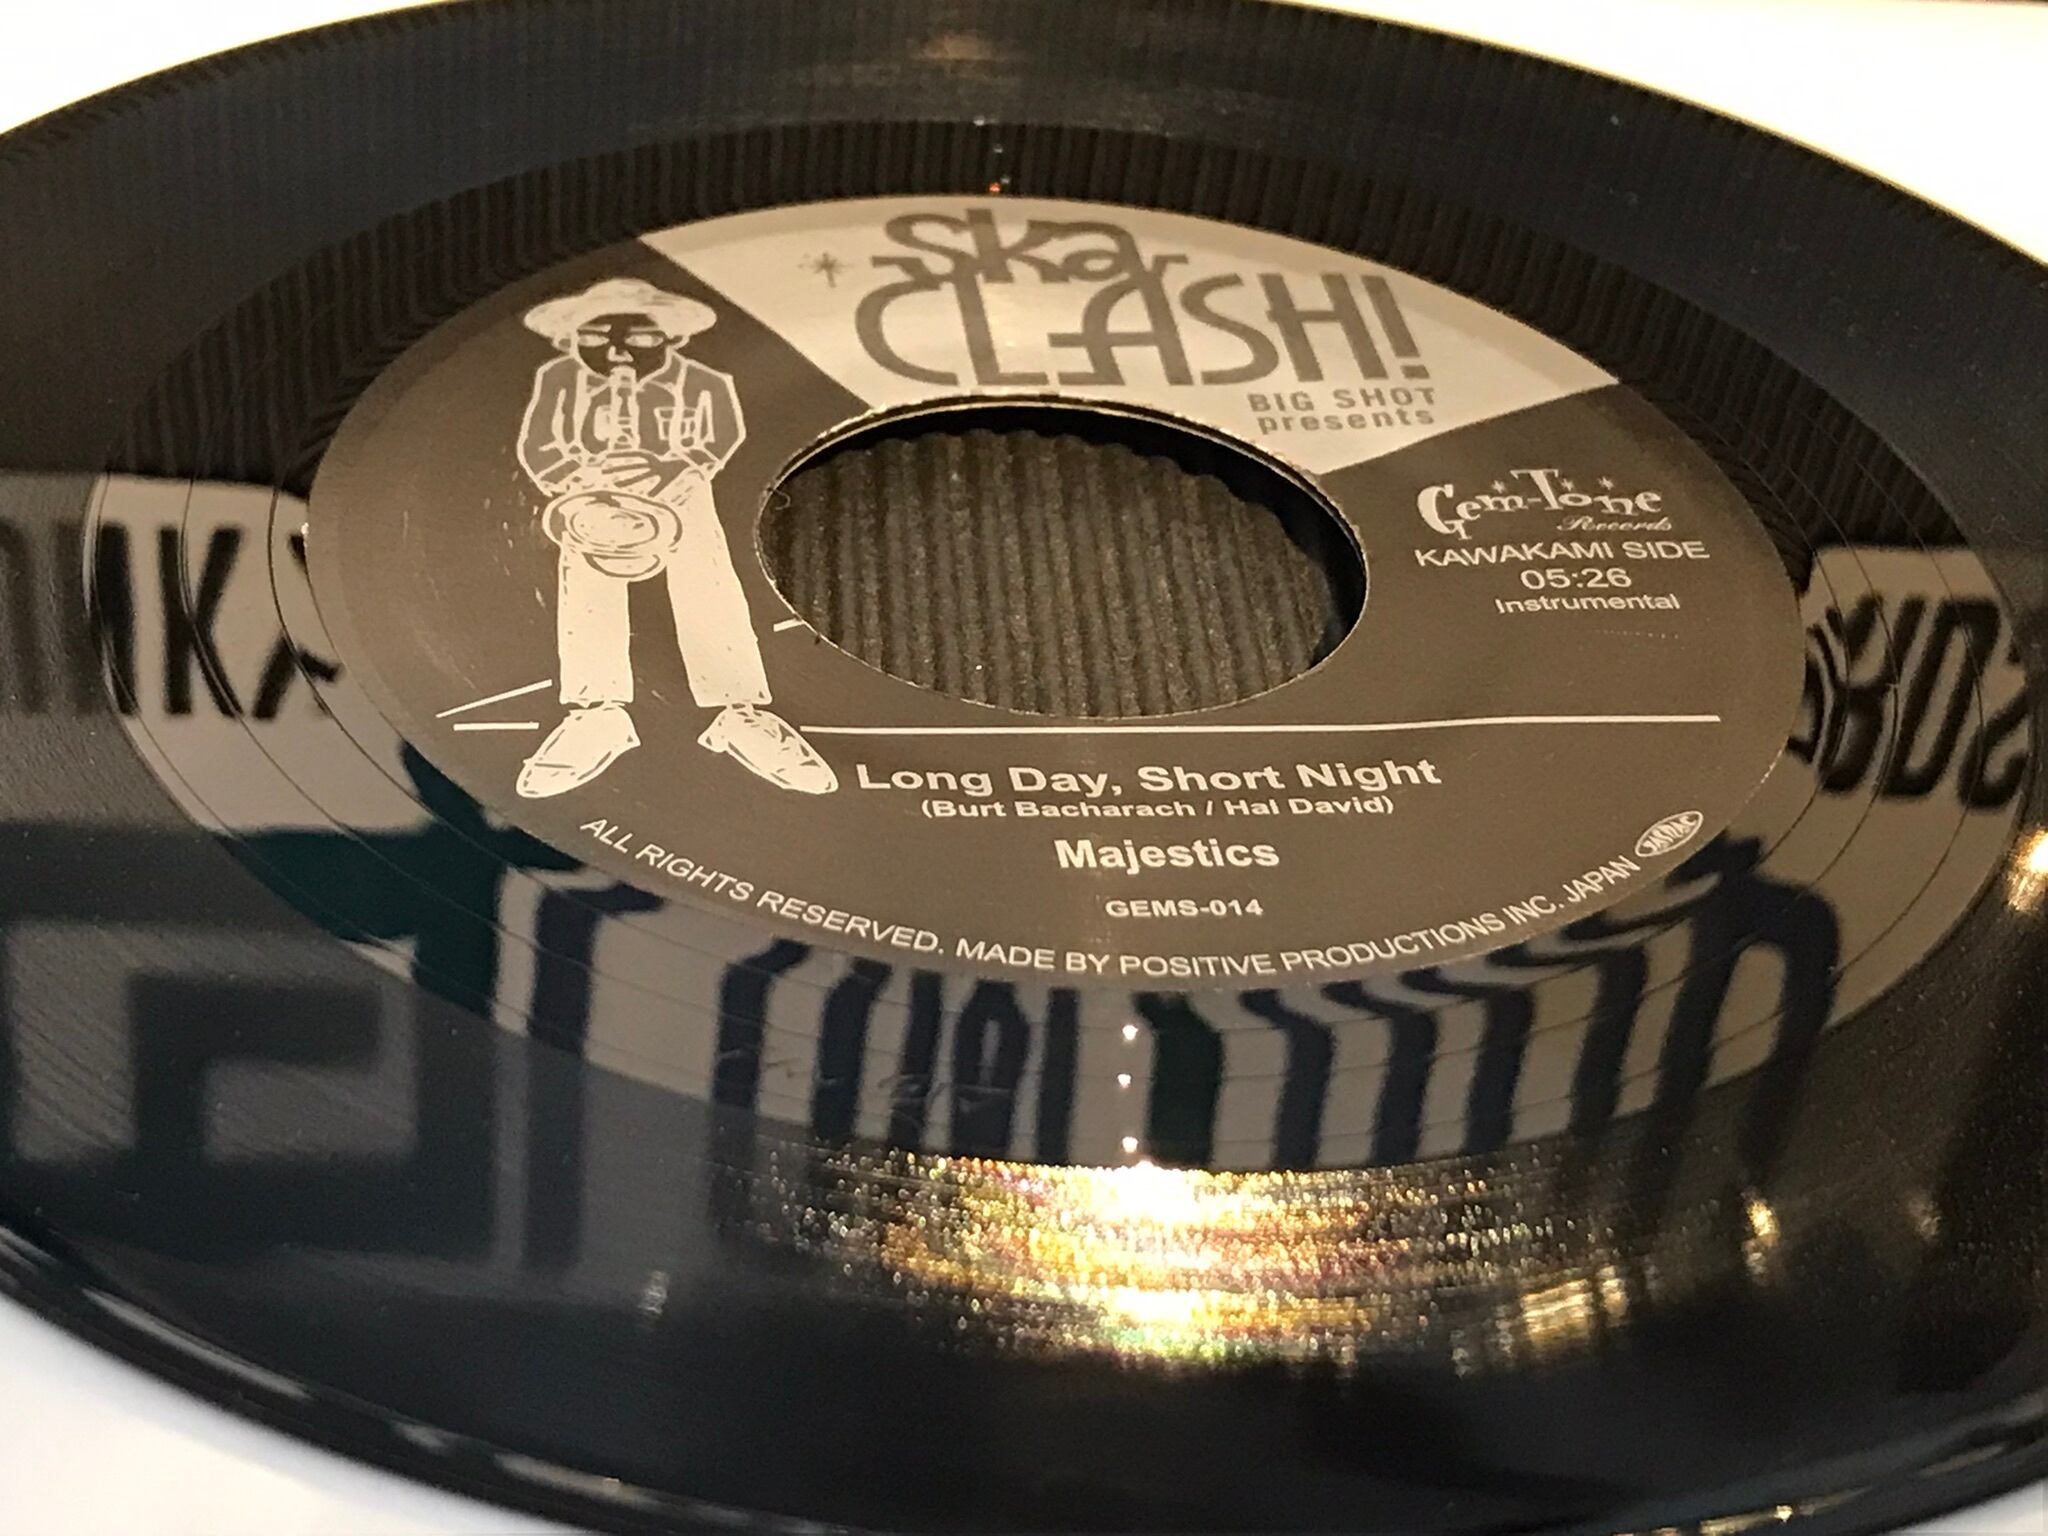 ska
CLASH!
BIG SHOT
presents
Gem-Tone
Records
KAWAKAMI SIDE
05:26
Instrumental
Long Day, Short Night
(Burt Bacharach / Hal David)
Majestics
GEMS-014
ALL RIGHTS RESERVED. MADE BY POSITIVE PRODUCTIONS INC. JAPAN
JASRAC